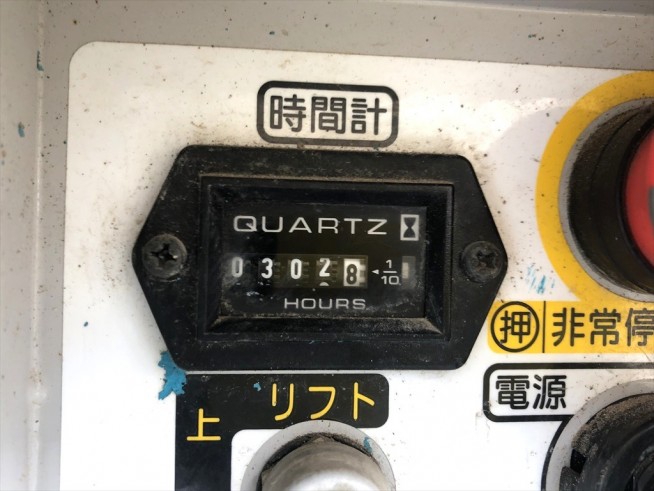 時間計
QUARTZ
03028 ◂1/10
HOURS
押 非常停
電源
リフト
上